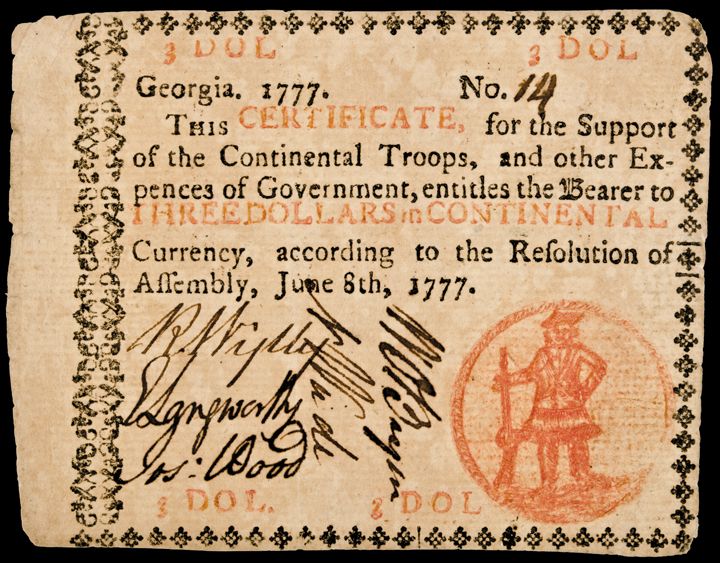 3 DOL 3 DOL
Georgia. 1777. No. 14
THIS CERTIFICATE, for the Support
of the Continental Troops, and other Ex-
pences of Government, entitles the Bearer to
THREE DOLLARS in CONTINENTAL
Currency, according to the Reſolution of
Aſſembly, June 8th, 1777.
R Wylly
E Langworthy
Jos: Wood
3 DOL. 3 DOL